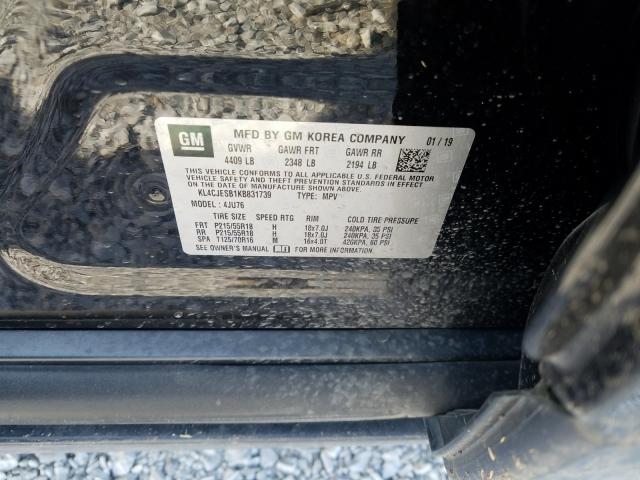 GM MFD BY GM KOREA COMPANY 01/19
GVWR GAWR FRT GAWR RR
4409 LB 2348 LB 2194 LB
THIS VEHICLE CONFORMS TO ALL APPLICABLE U.S. FEDERAL MOTOR
VEHICLE SAFETY AND THEFT PREVENTION STANDARDS IN EFFECT ON
THE DATE OF MANUFACTURE SHOWN ABOVE.
KL4CJESB1KB831739 TYPE: MPV
MODEL: 4JU76
TIRE SIZE SPEED RTG RIM COLD TIRE PRESSURE
FRT P215/55R18 H 18x7.0J 240KPA, 35 PSI
RR P215/55R18 H 18x7.0J 240KPA, 35 PSI
SPA T125/70R16 M 16x4.0T 420KPA, 60 PSI
SEE OWNER'S MANUAL FOR MORE INFORMATION.